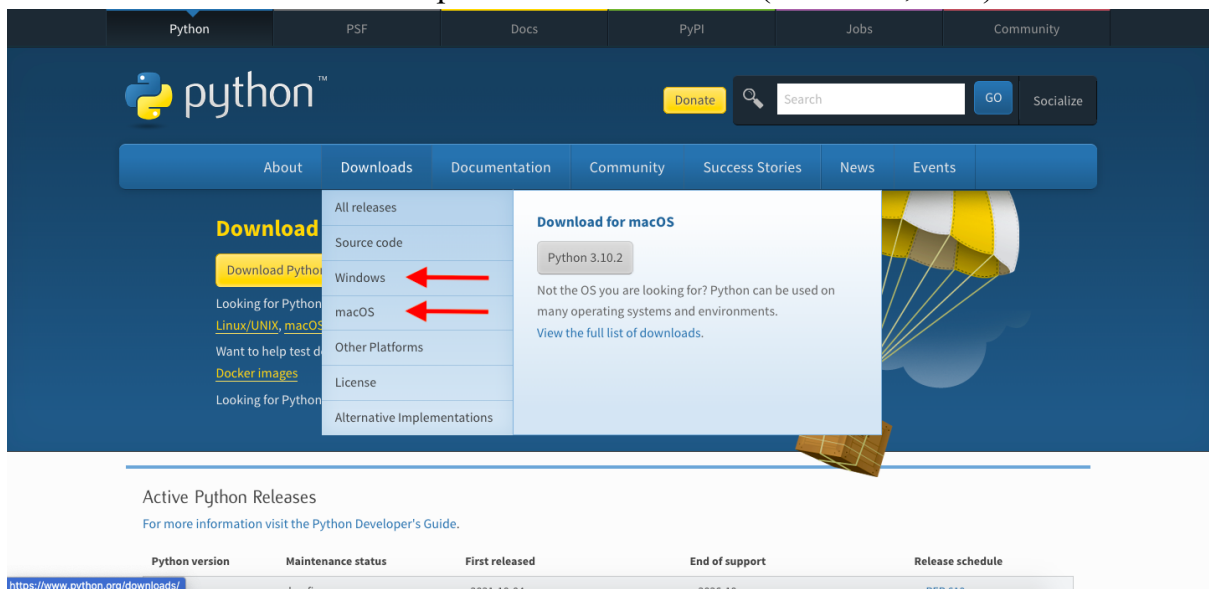 Python PSF Docs PyPI Jobs Community
python™
Donate Search GO Socialize
About Downloads Documentation Community Success Stories News Events
All releases
Source code
Windows
macOS
Other Platforms
License
Alternative Implementations
Download for macOS
Python 3.10.2
Not the OS you are looking for? Python can be used on
many operating systems and environments.
View the full list of downloads.
Download
Download Pytho
Looking for Python
Linux/UNIX, macOS
Want to help test d
Docker images
Looking for Python
Active Python Releases
For more information visit the Python Developer's Guide.
Python version Maintenance status First released End of support Release schedule
https://www.python.org/downloads/